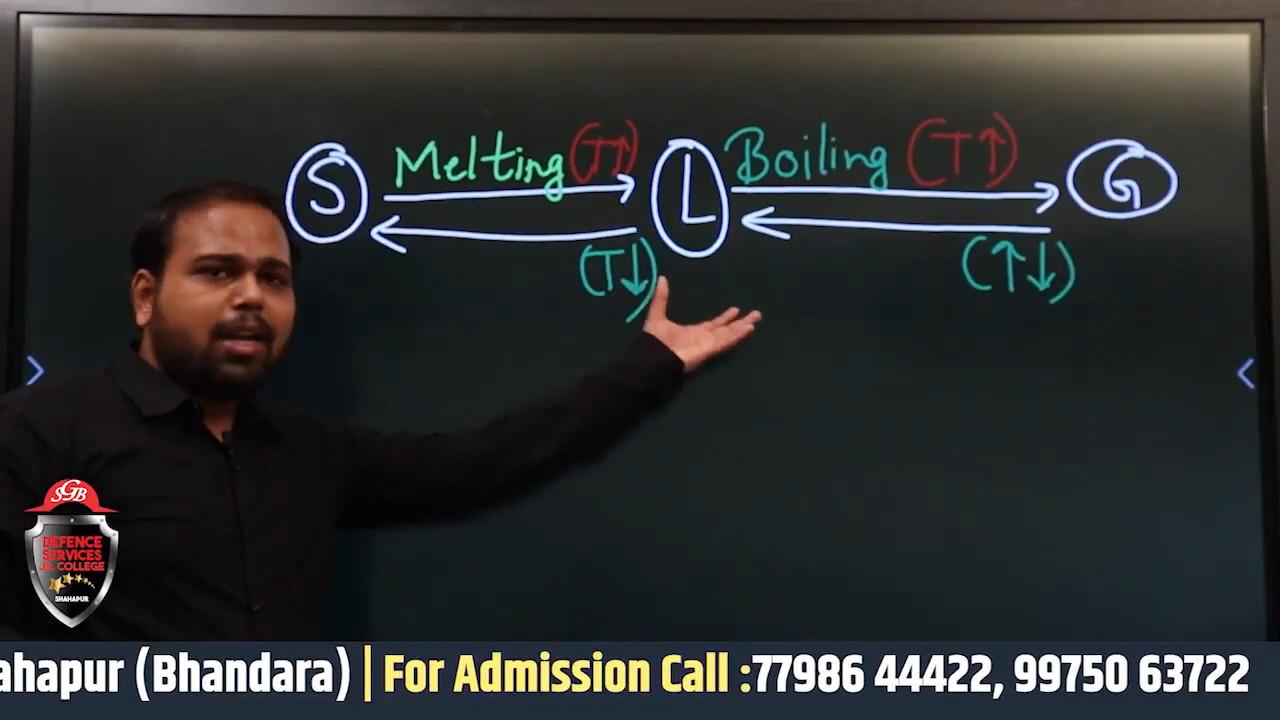 Melting (T↑) Boiling (T↑)
S L G
(T↓) (↑↓)
SGB
DEFENCE
SERVICES
JR. COLLEGE
SHAHAPUR
ahapur (Bhandara) | For Admission Call :77986 44422, 99750 63722